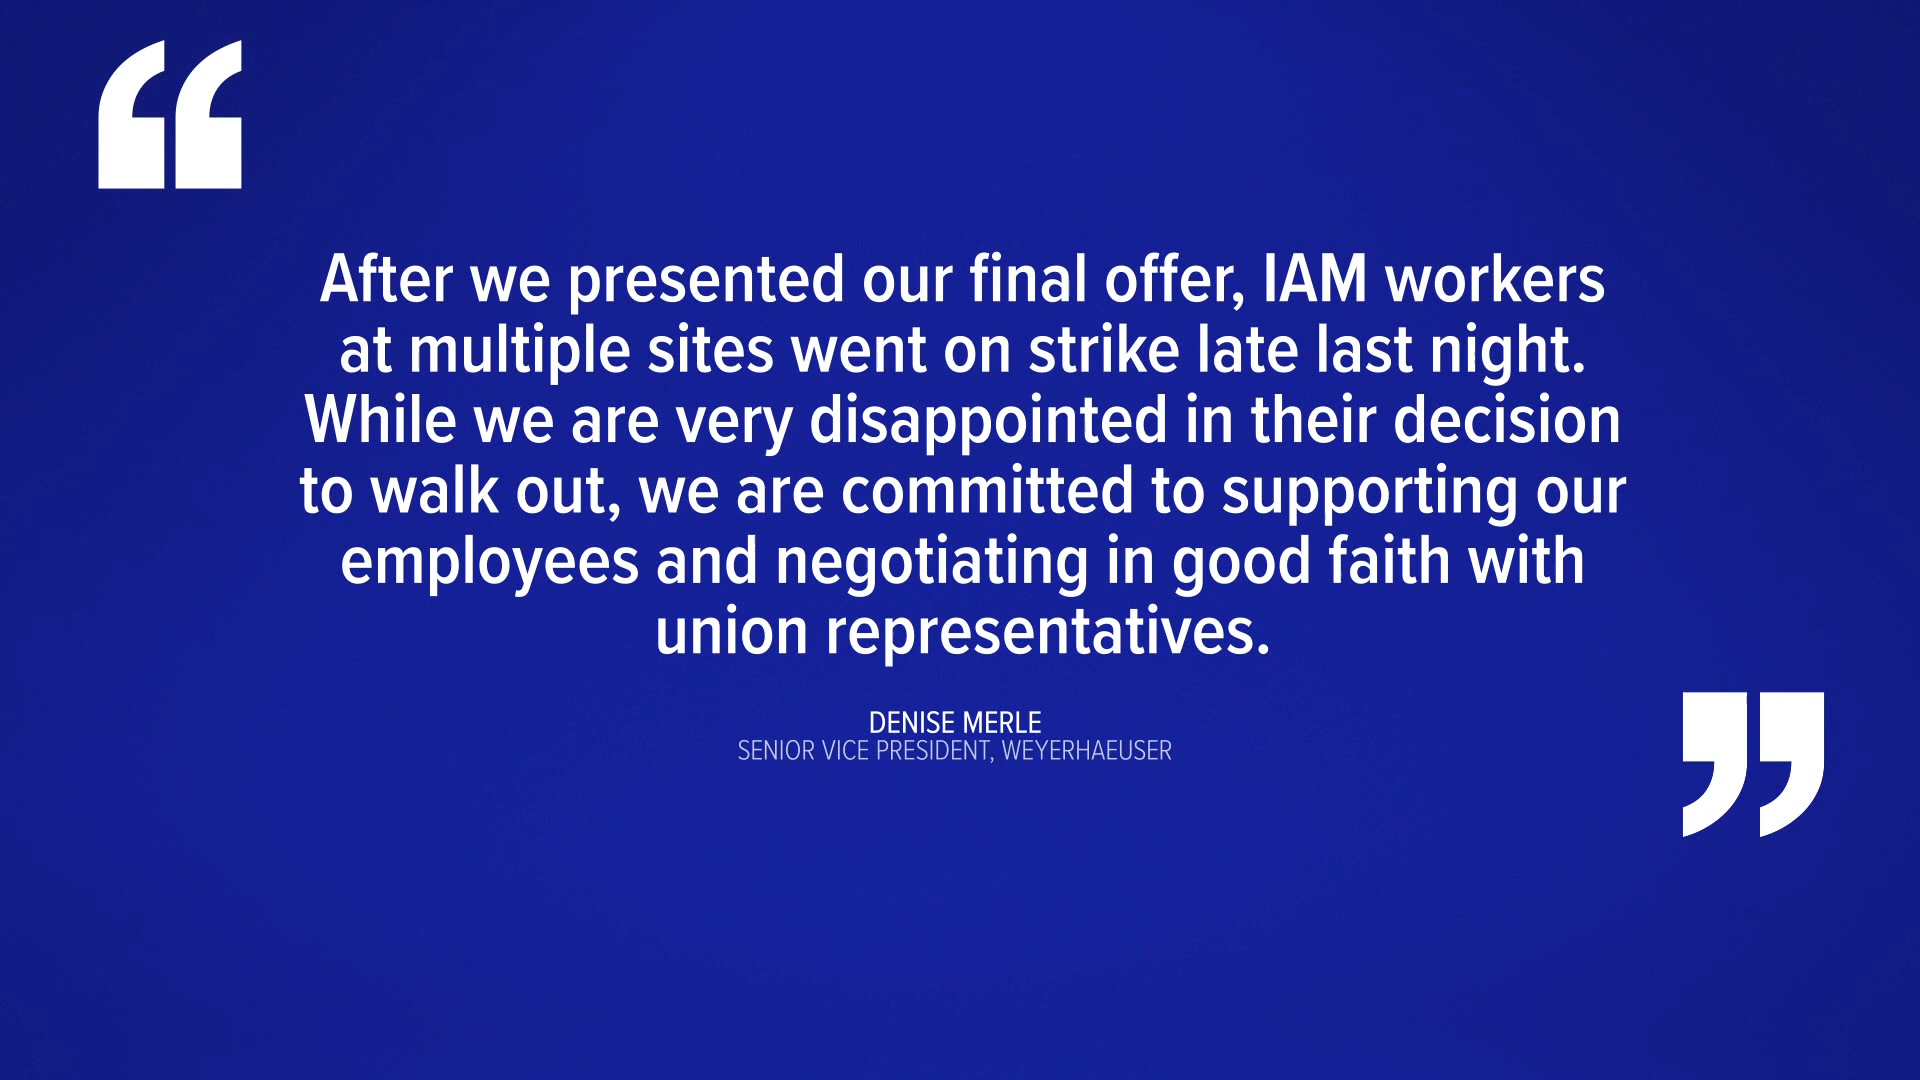 “
After we presented our final offer, IAM workers
at multiple sites went on strike late last night.
While we are very disappointed in their decision
to walk out, we are committed to supporting our
employees and negotiating in good faith with
union representatives.
”
DENISE MERLE
SENIOR VICE PRESIDENT, WEYERHAEUSER